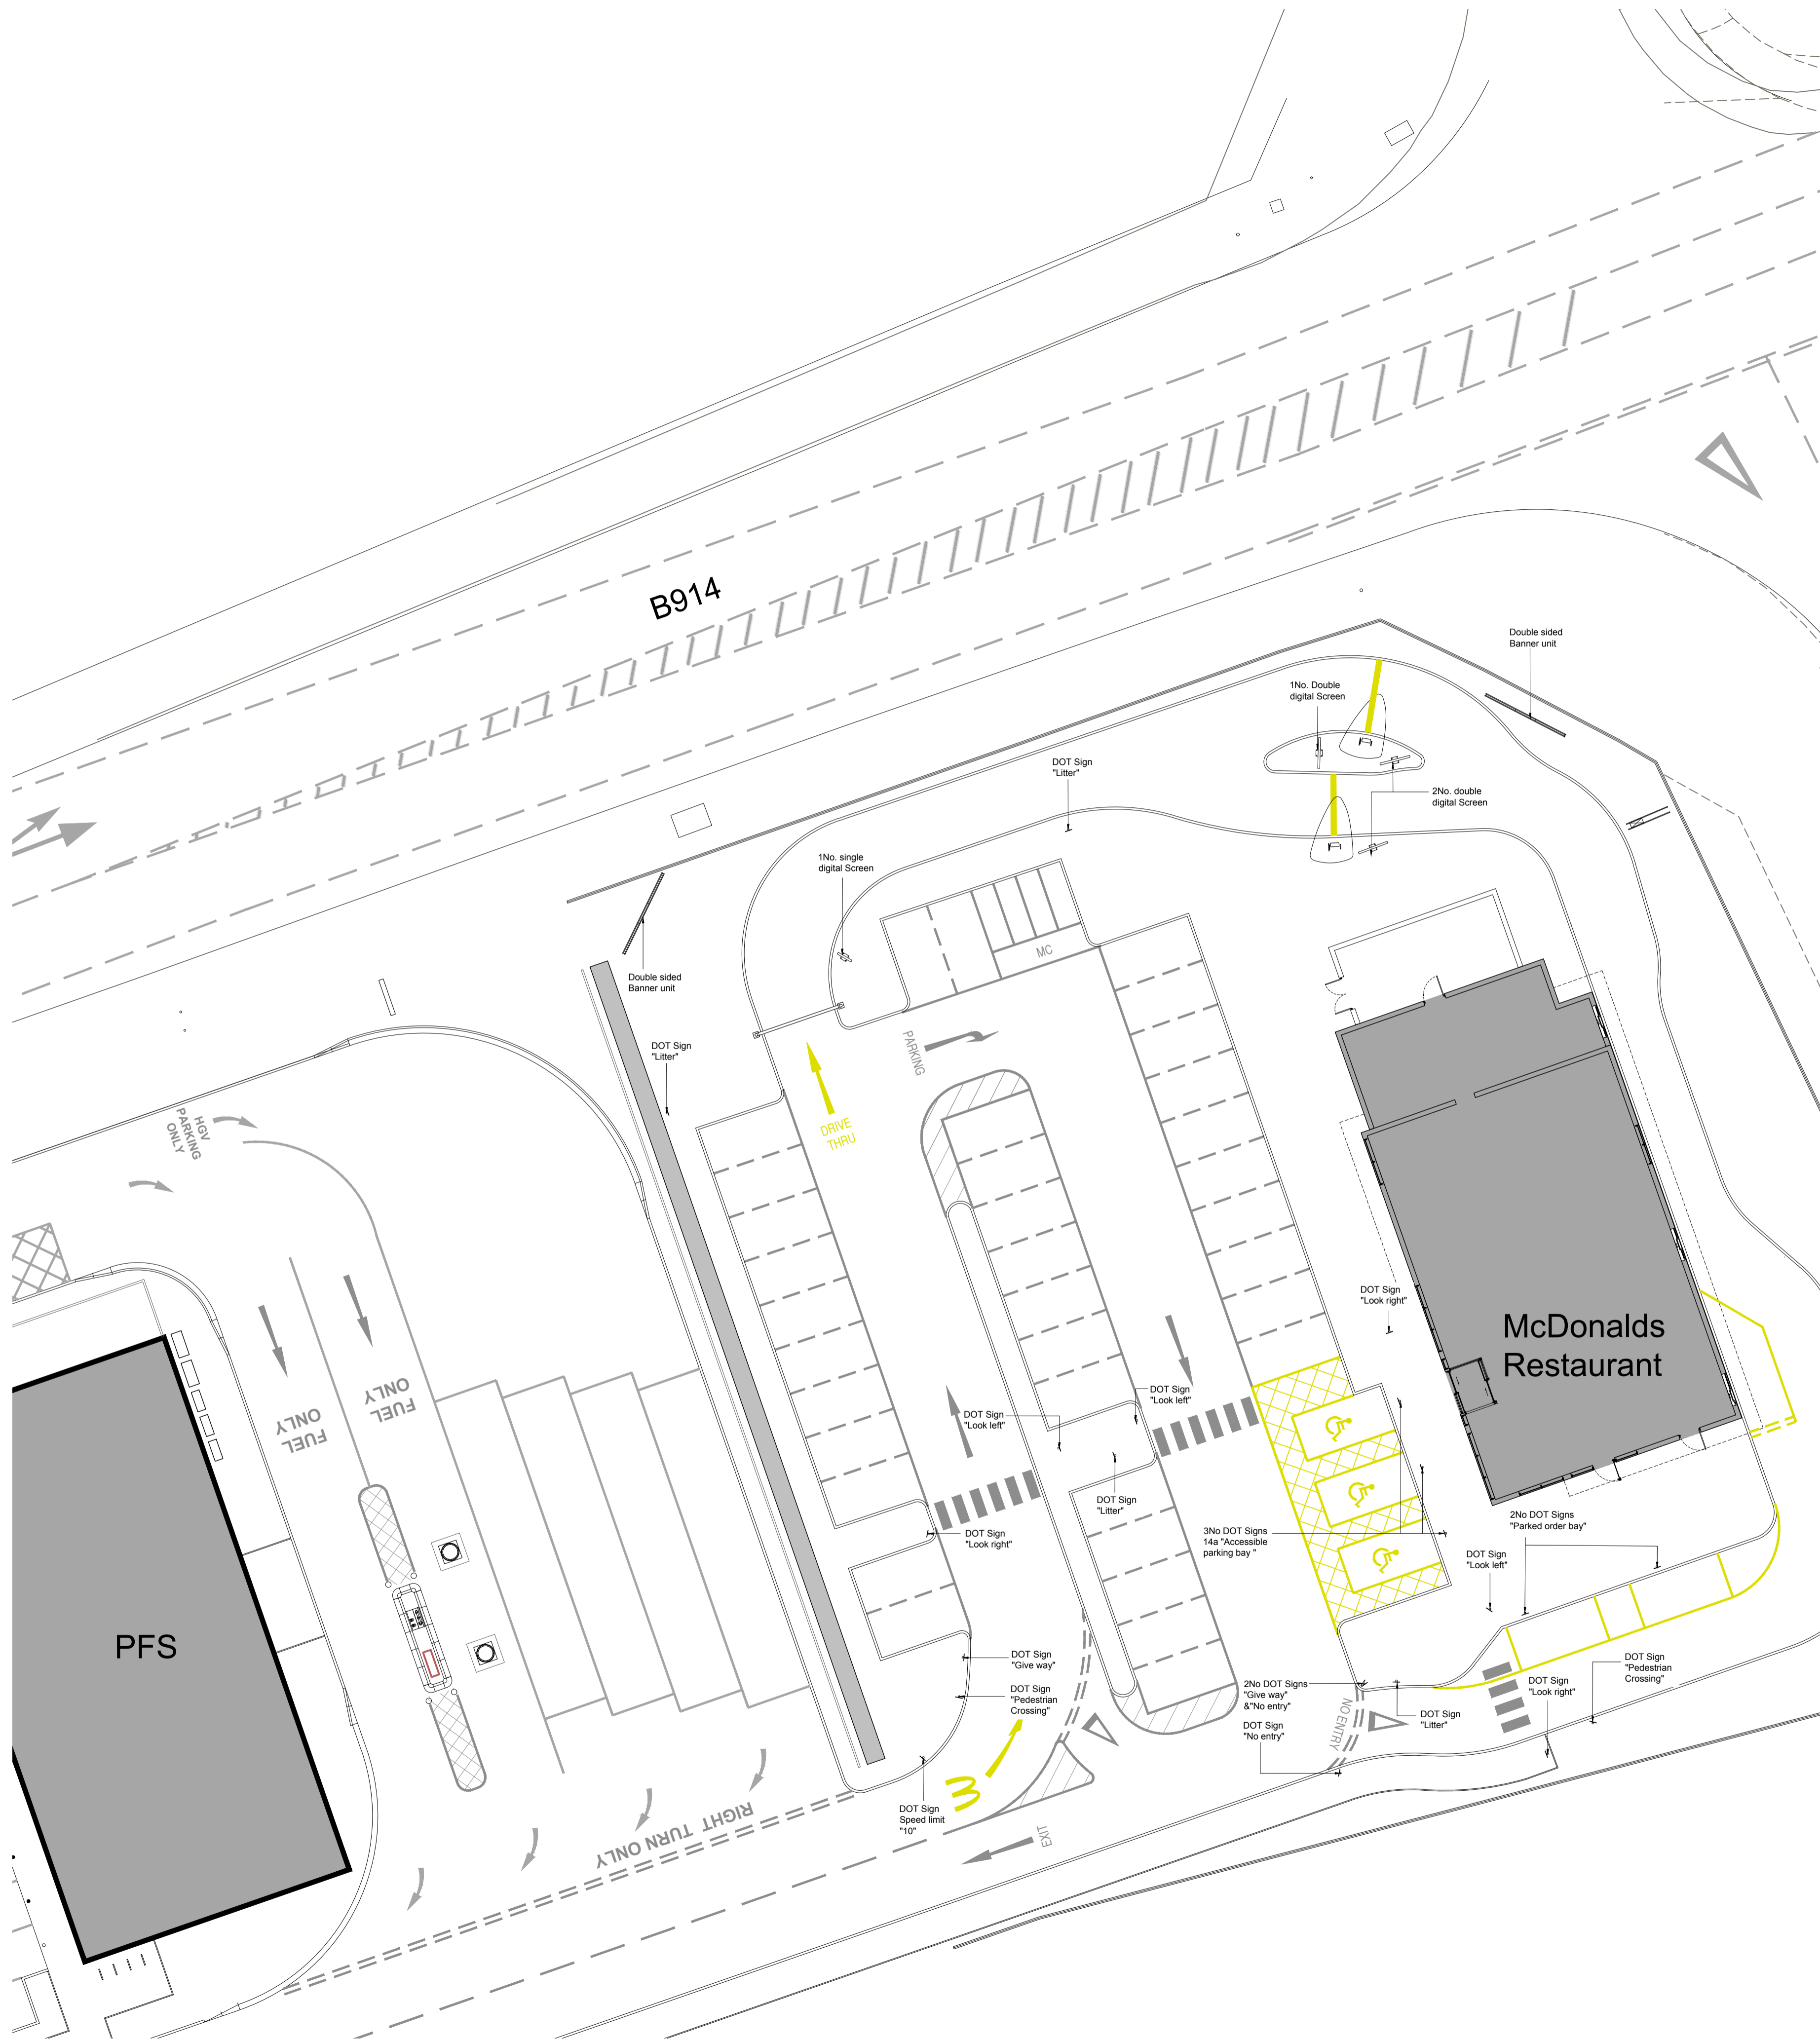 B914
Double sided
Banner unit
1No. Double
digital Screen
DOT Sign
"Litter"
2No. double
digital Screen
1No. single
digital Screen
MC
Double sided
Banner unit
DOT Sign
"Litter"
PARKING
HGV
PARKING
ONLY
DRIVE
THRU
DOT Sign
"Look right"
McDonalds
Restaurant
FUEL
ONLY
FUEL
ONLY
DOT Sign
"Look left"
DOT Sign
"Look left"
DOT Sign
"Litter"
2No DOT Signs
"Parked order bay"
DOT Sign
"Look right"
3No DOT Signs
14a "Accessible
parking bay "
DOT Sign
"Look left"
PFS
DOT Sign
"Give way"
DOT Sign
"Pedestrian
Crossing"
2No DOT Signs
"Give way"
&"No entry"
DOT Sign
"No entry"
NO ENTRY
DOT Sign
"Litter"
DOT Sign
"Look right"
DOT Sign
"Pedestrian
Crossing"
DOT Sign
Speed limit
"10"
RIGHT TURN ONLY
EXIT